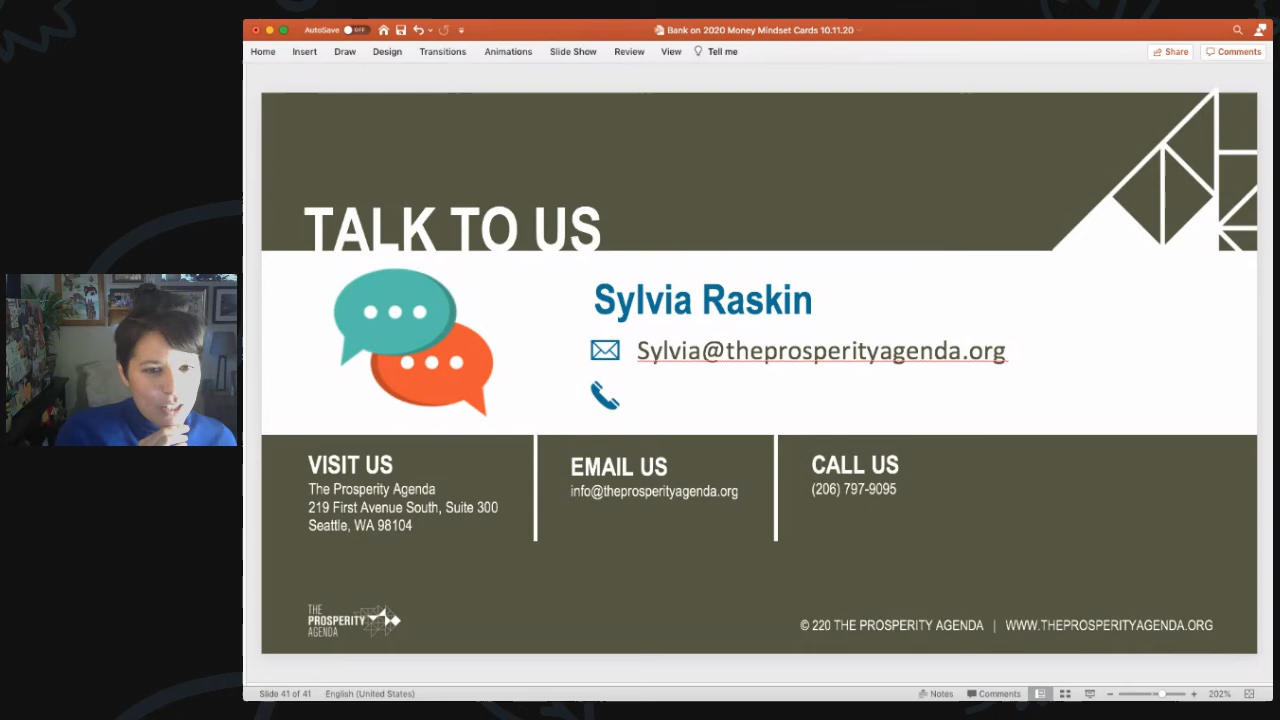 AutoSave OFF
Bank on 2020 Money Mindset Cards 10.11.20
Home Insert Draw Design Transitions Animations Slide Show Review View Tell me
Share Comments
TALK TO US
Sylvia Raskin
Sylvia@theprosperityagenda.org
VISIT US
The Prosperity Agenda
219 First Avenue South, Suite 300
Seattle, WA 98104
EMAIL US
info@theprosperityagenda.org
CALL US
(206) 797-9095
THE
PROSPERITY
AGENDA
© 220 THE PROSPERITY AGENDA | WWW.THEPROSPERITYAGENDA.ORG
Slide 41 of 41 English (United States) Notes Comments 202%